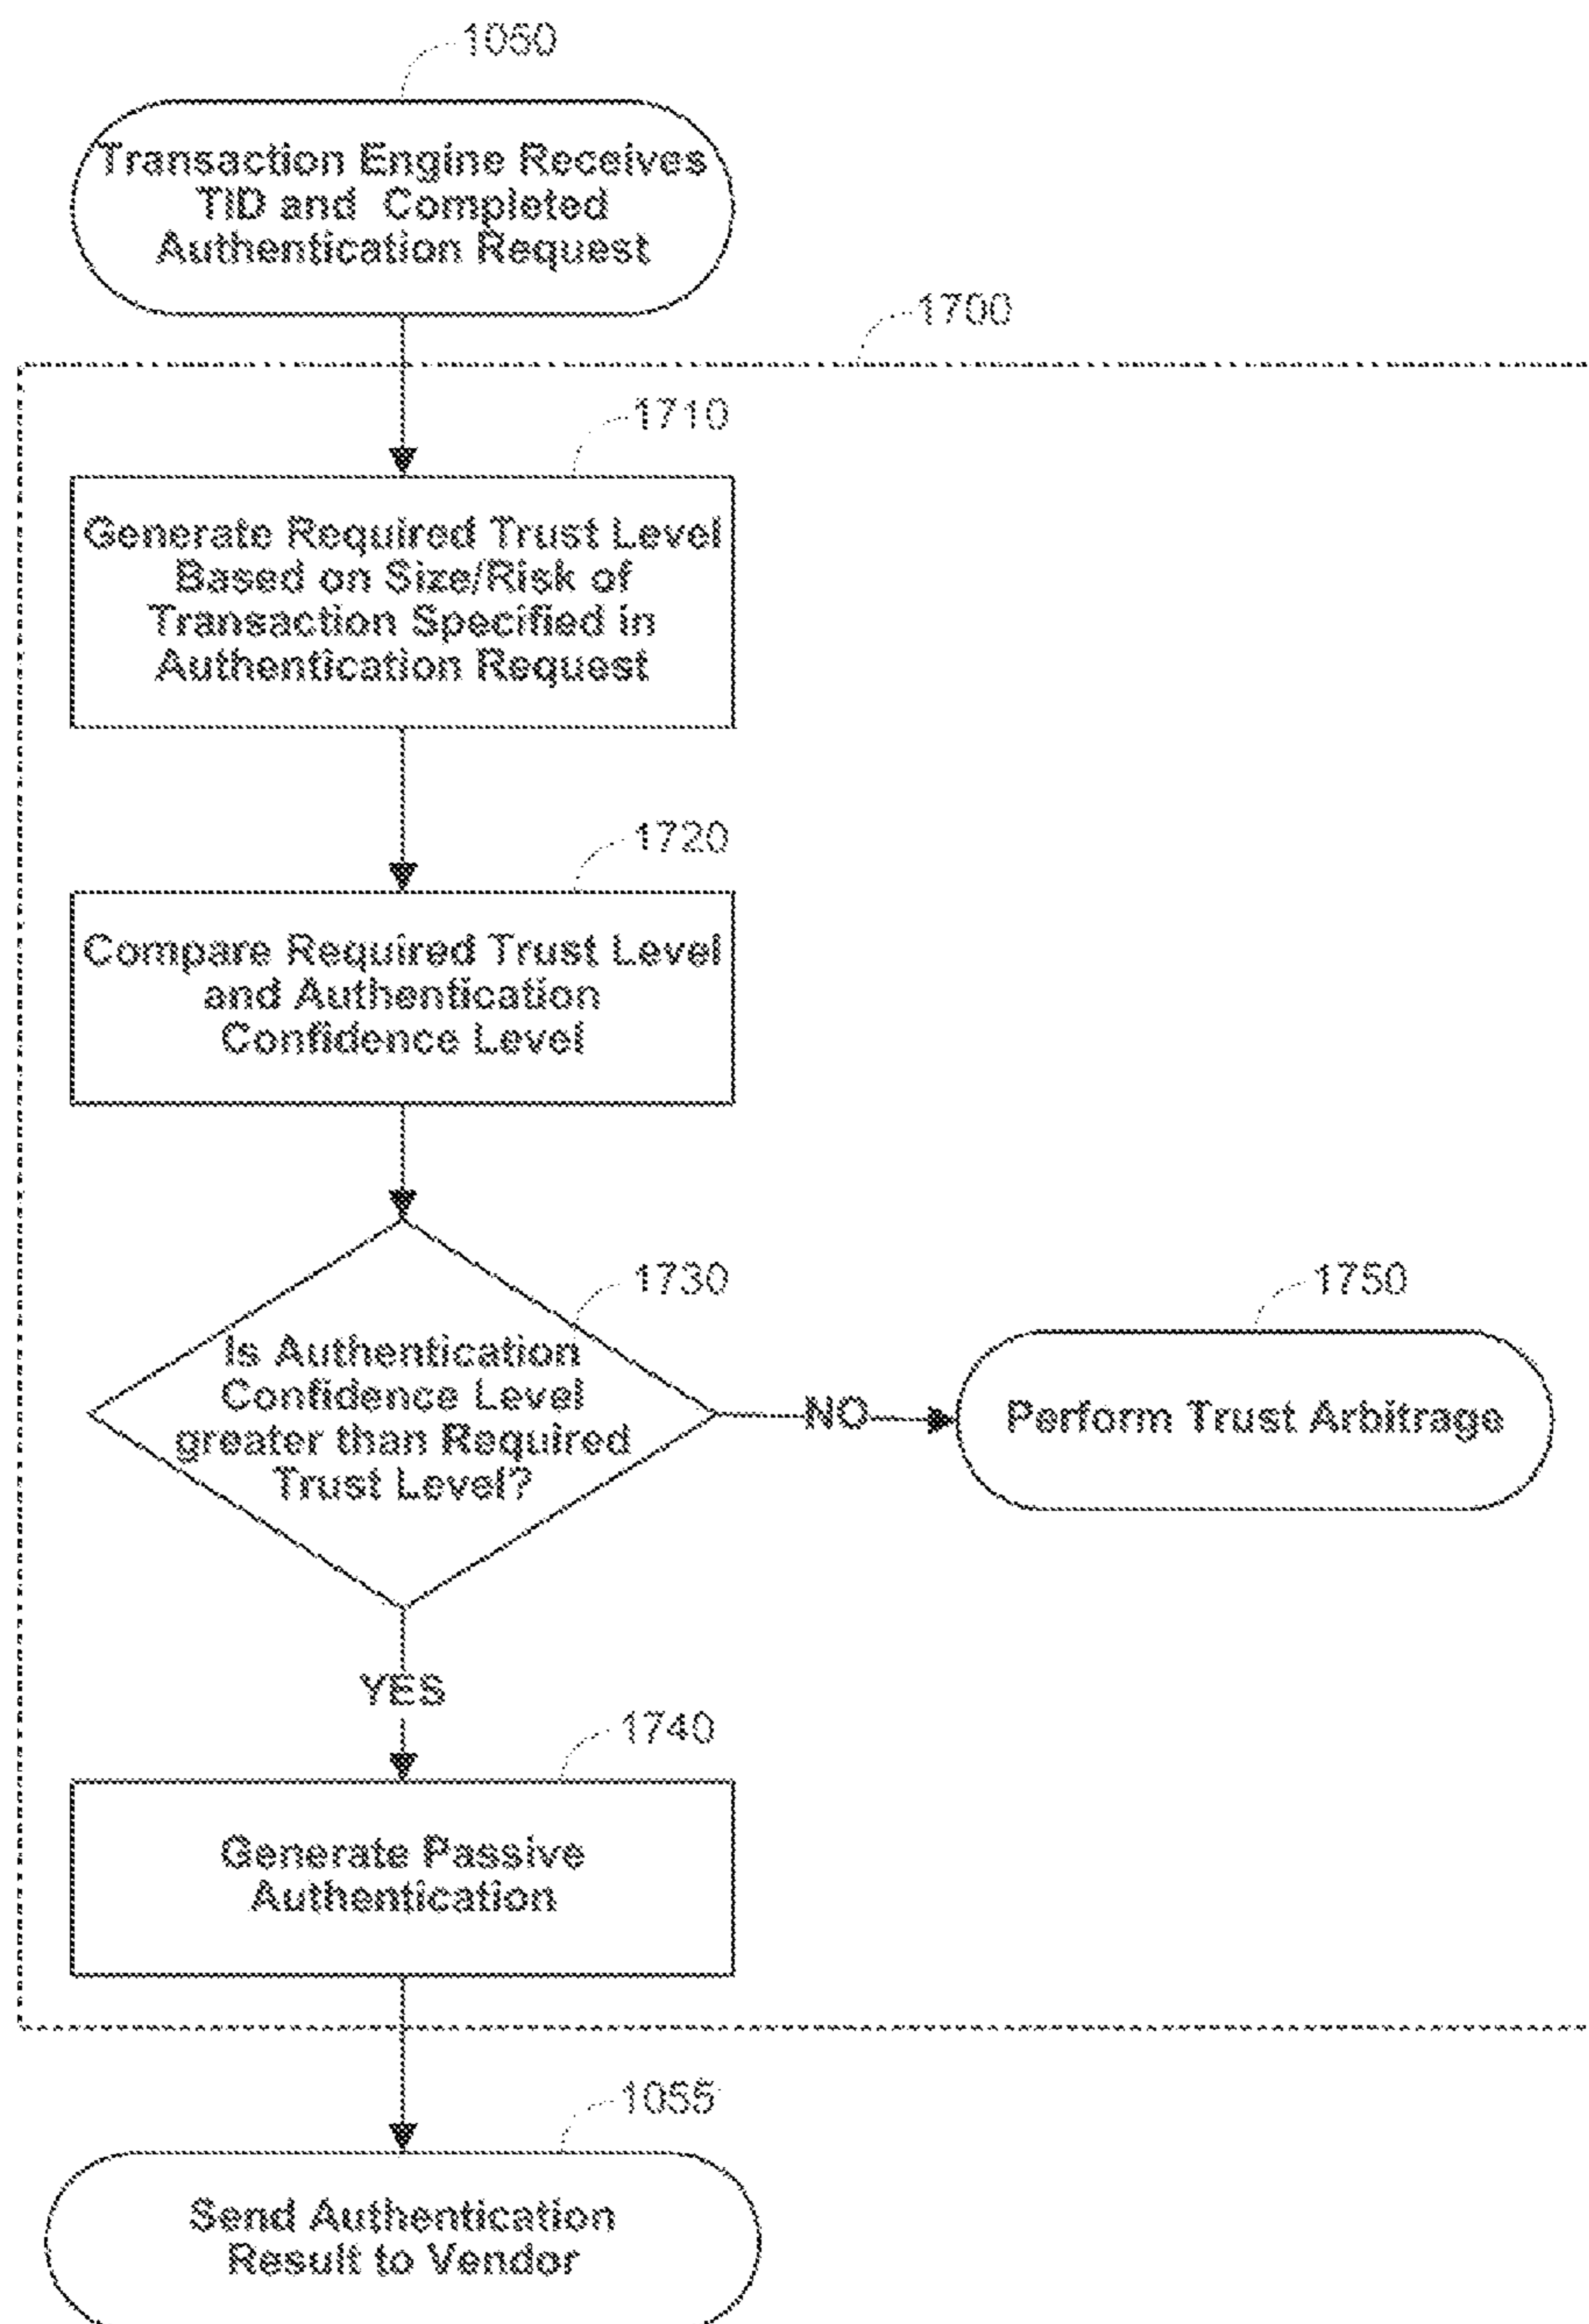 1050
Transaction Engine Receives
TID and Completed
Authentication Request
1700
1710
Generate Required Trust Level
Based on Size/Risk of
Transaction Specified in
Authentication Request
1720
Compare Required Trust Level
and Authentication
Confidence Level
1730
Is Authentication
Confidence Level
greater than Required
Trust Level?
NO
1750
Perform Trust Arbitrage
YES
1740
Generate Passive
Authentication
1055
Send Authentication
Result to Vendor